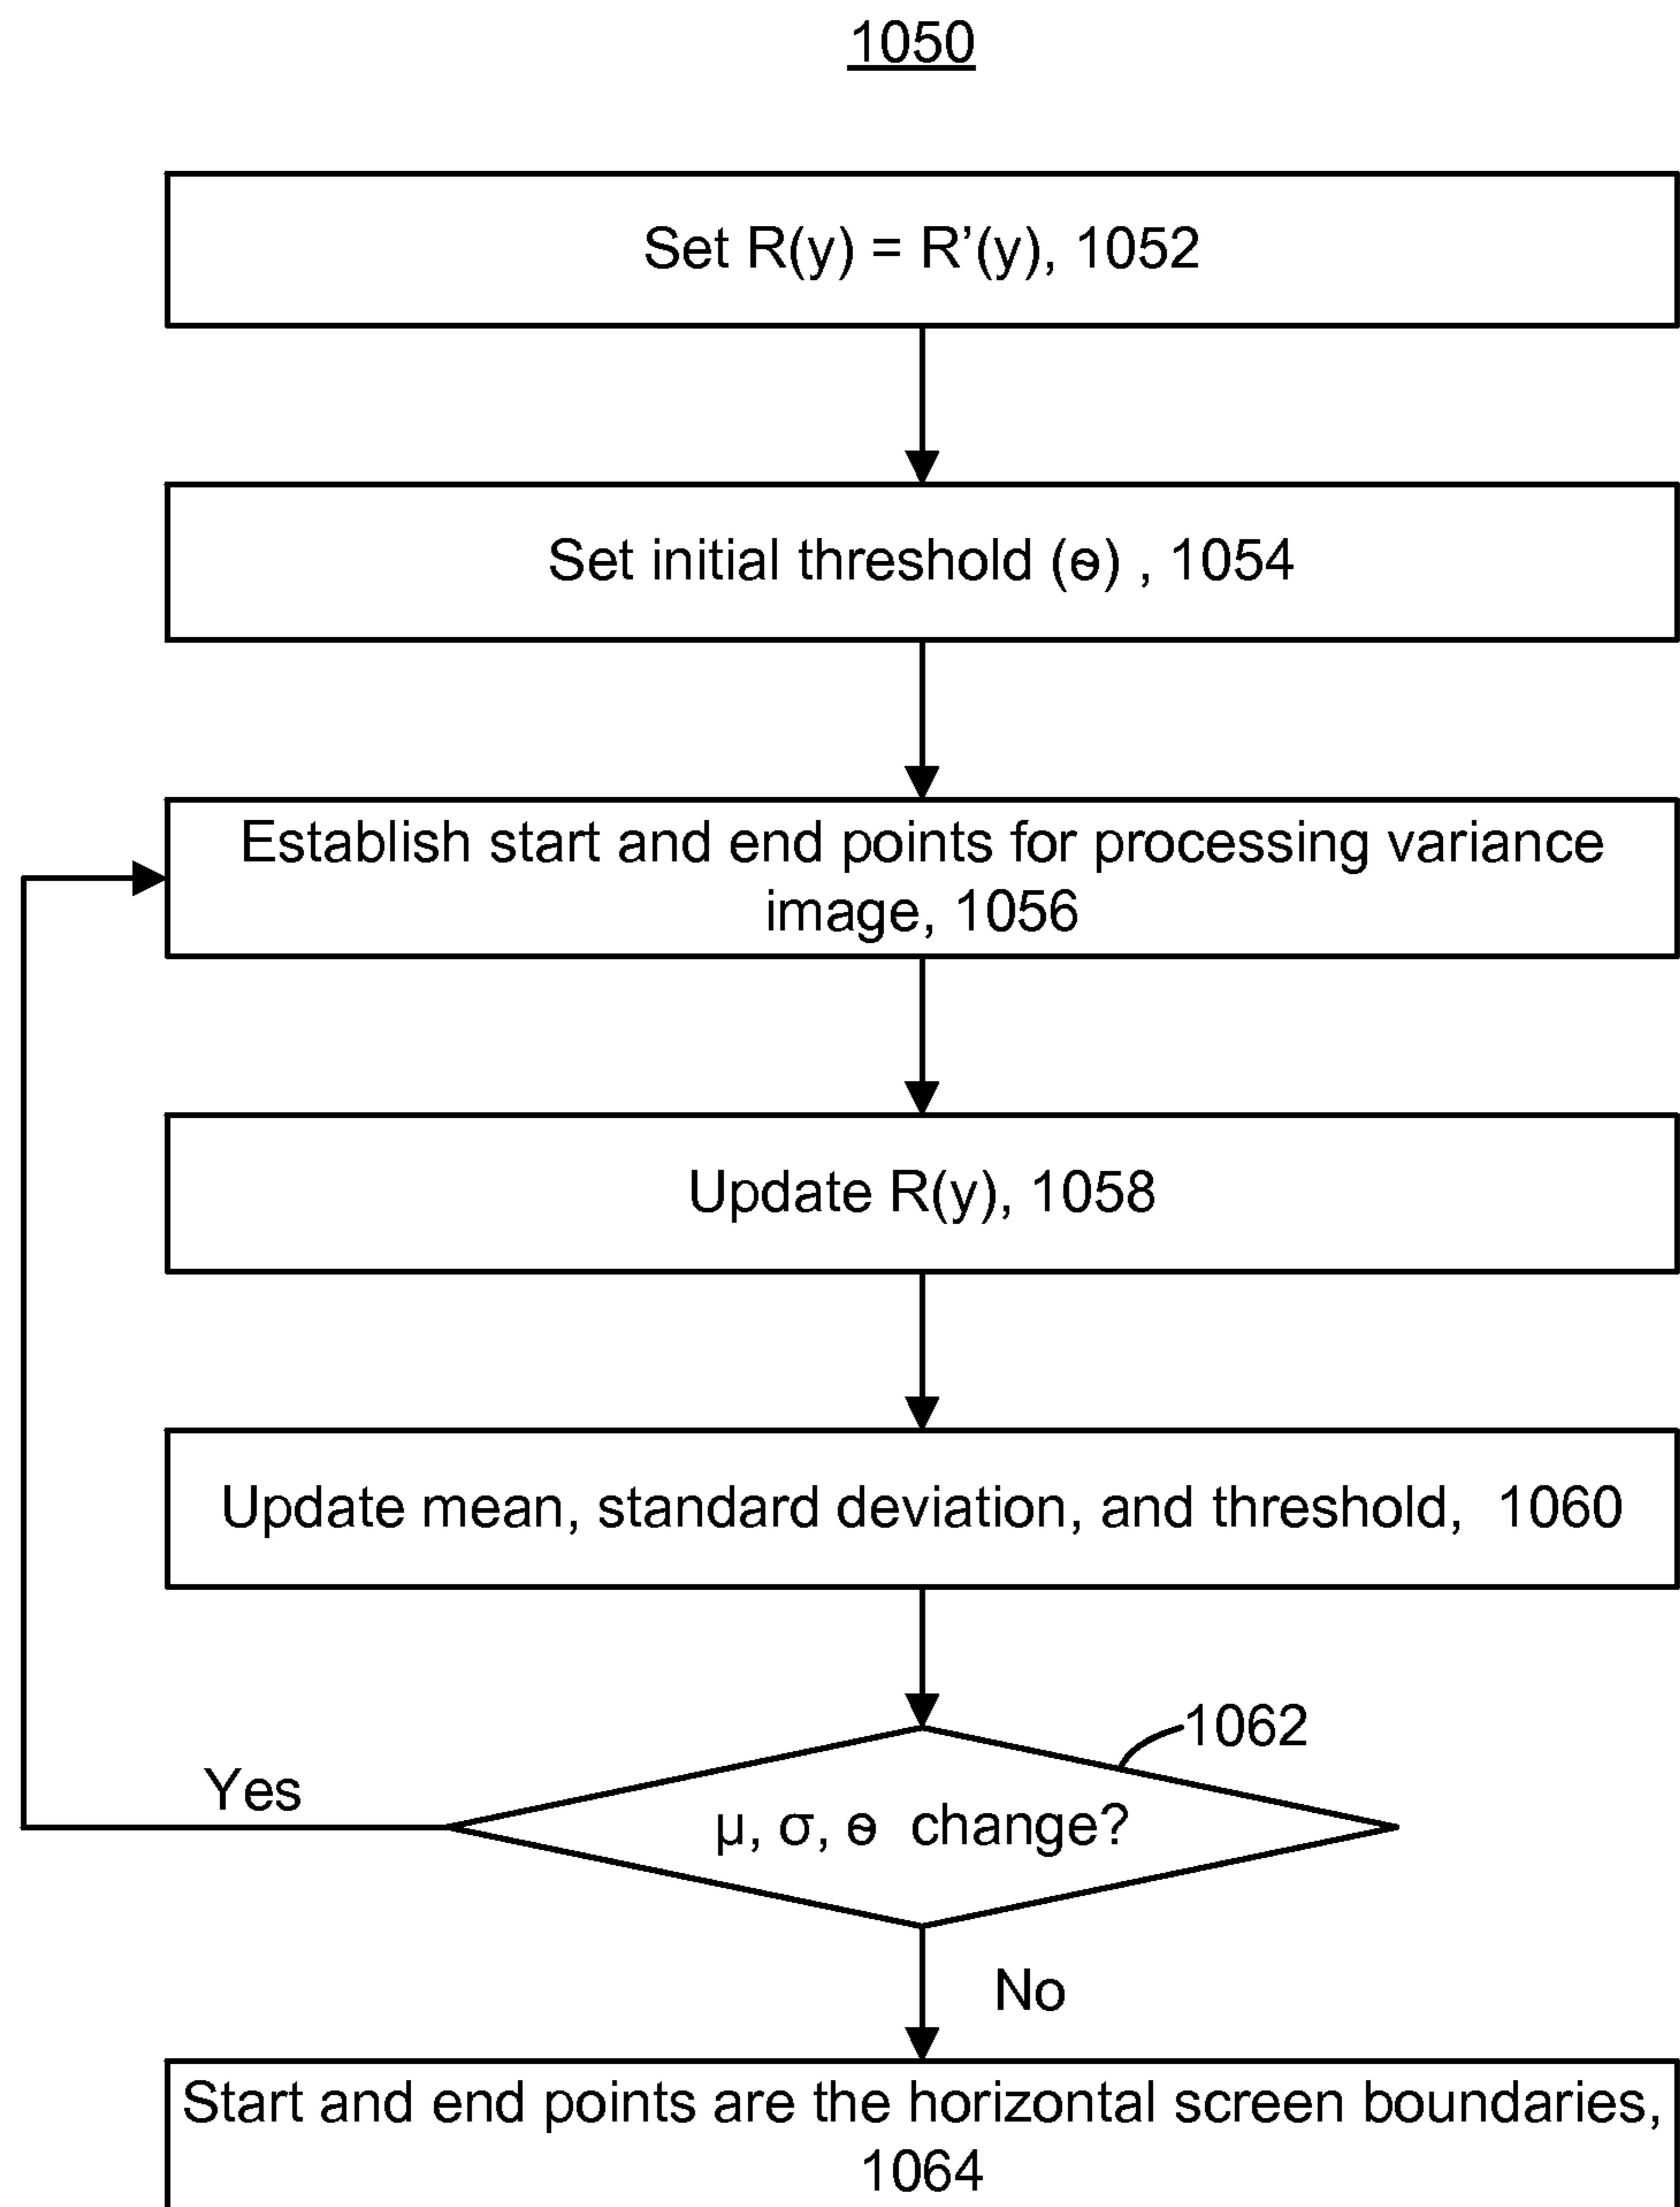 1050
Set R(y) = R’(y), 1052
Set initial threshold (ɵ) , 1054
Establish start and end points for processing variance
image, 1056
Update R(y), 1058
Update mean, standard deviation, and threshold,  1060
1062
Yes
μ, σ, ɵ  change?
No
Start and end points are the horizontal screen boundaries,
1064